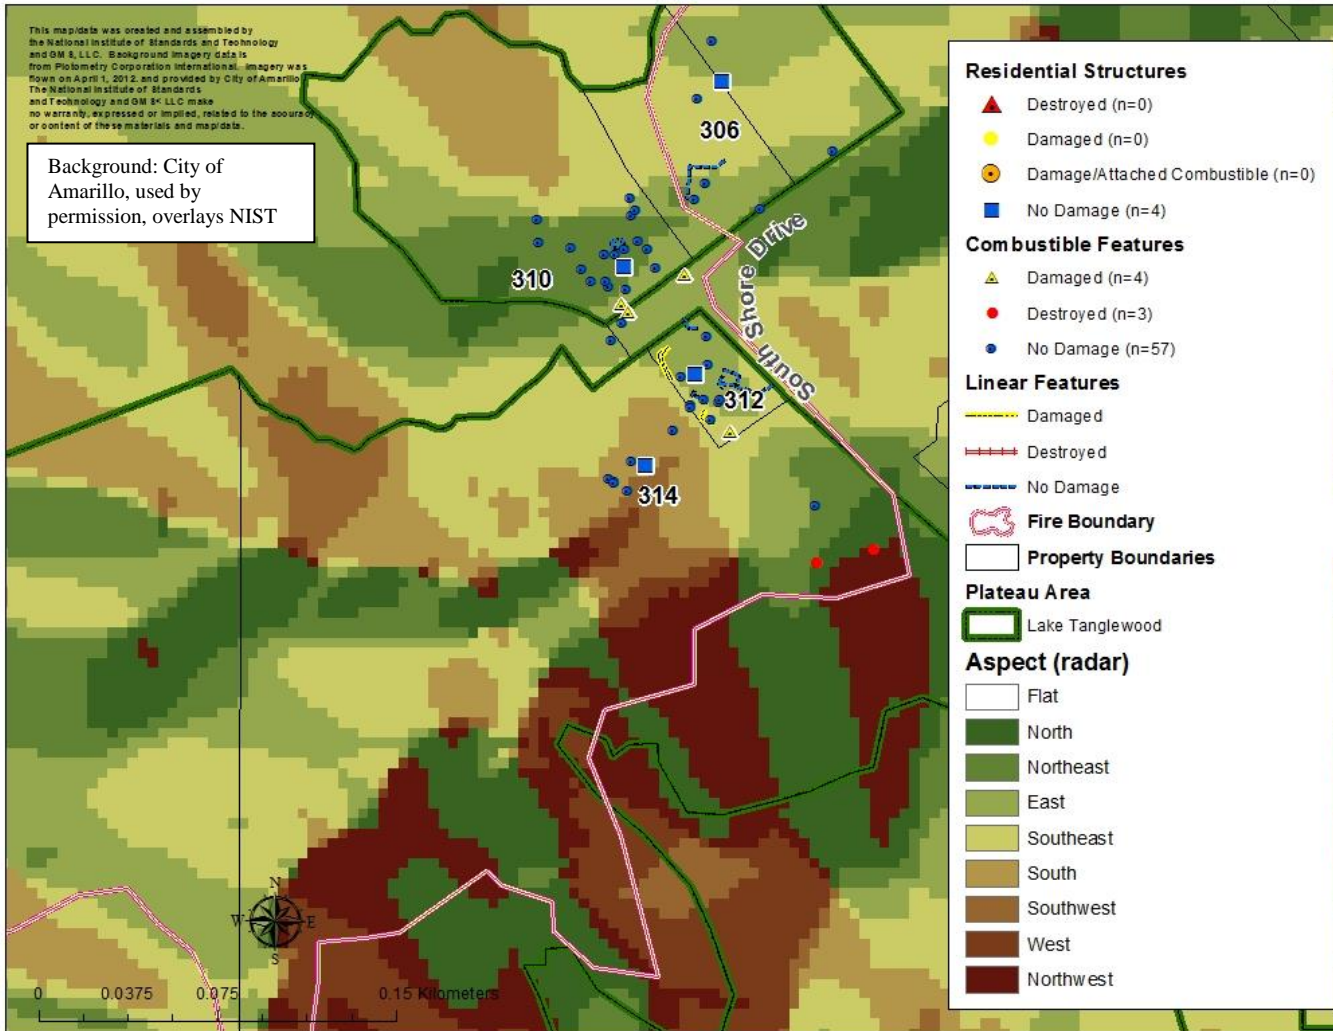 This map/data was created and assembled by
the National Institute of Standards and Technology
and GM 8, LLC. Background imagery data is
from Pictometry Corporation International. Imagery was
flown on April 1, 2012. and provided by City of Amarillo
The National Institute of Standards
and Technology and GM 8< LLC make
no warranty, expressed or implied, related to the accuracy
or content of these materials and map/data.
Background: City of
Amarillo, used by
permission, overlays NIST
306
310
South Shore Drive
312
314
N
W E
S
0 0.0375 0.075 0.15 Kilometers
Residential Structures
Destroyed (n=0)
Damaged (n=0)
Damage/Attached Combustible (n=0)
No Damage (n=4)
Combustible Features
Damaged (n=4)
Destroyed (n=3)
No Damage (n=57)
Linear Features
Damaged
Destroyed
No Damage
Fire Boundary
Property Boundaries
Plateau Area
Lake Tanglewood
Aspect (radar)
Flat
North
Northeast
East
Southeast
South
Southwest
West
Northwest